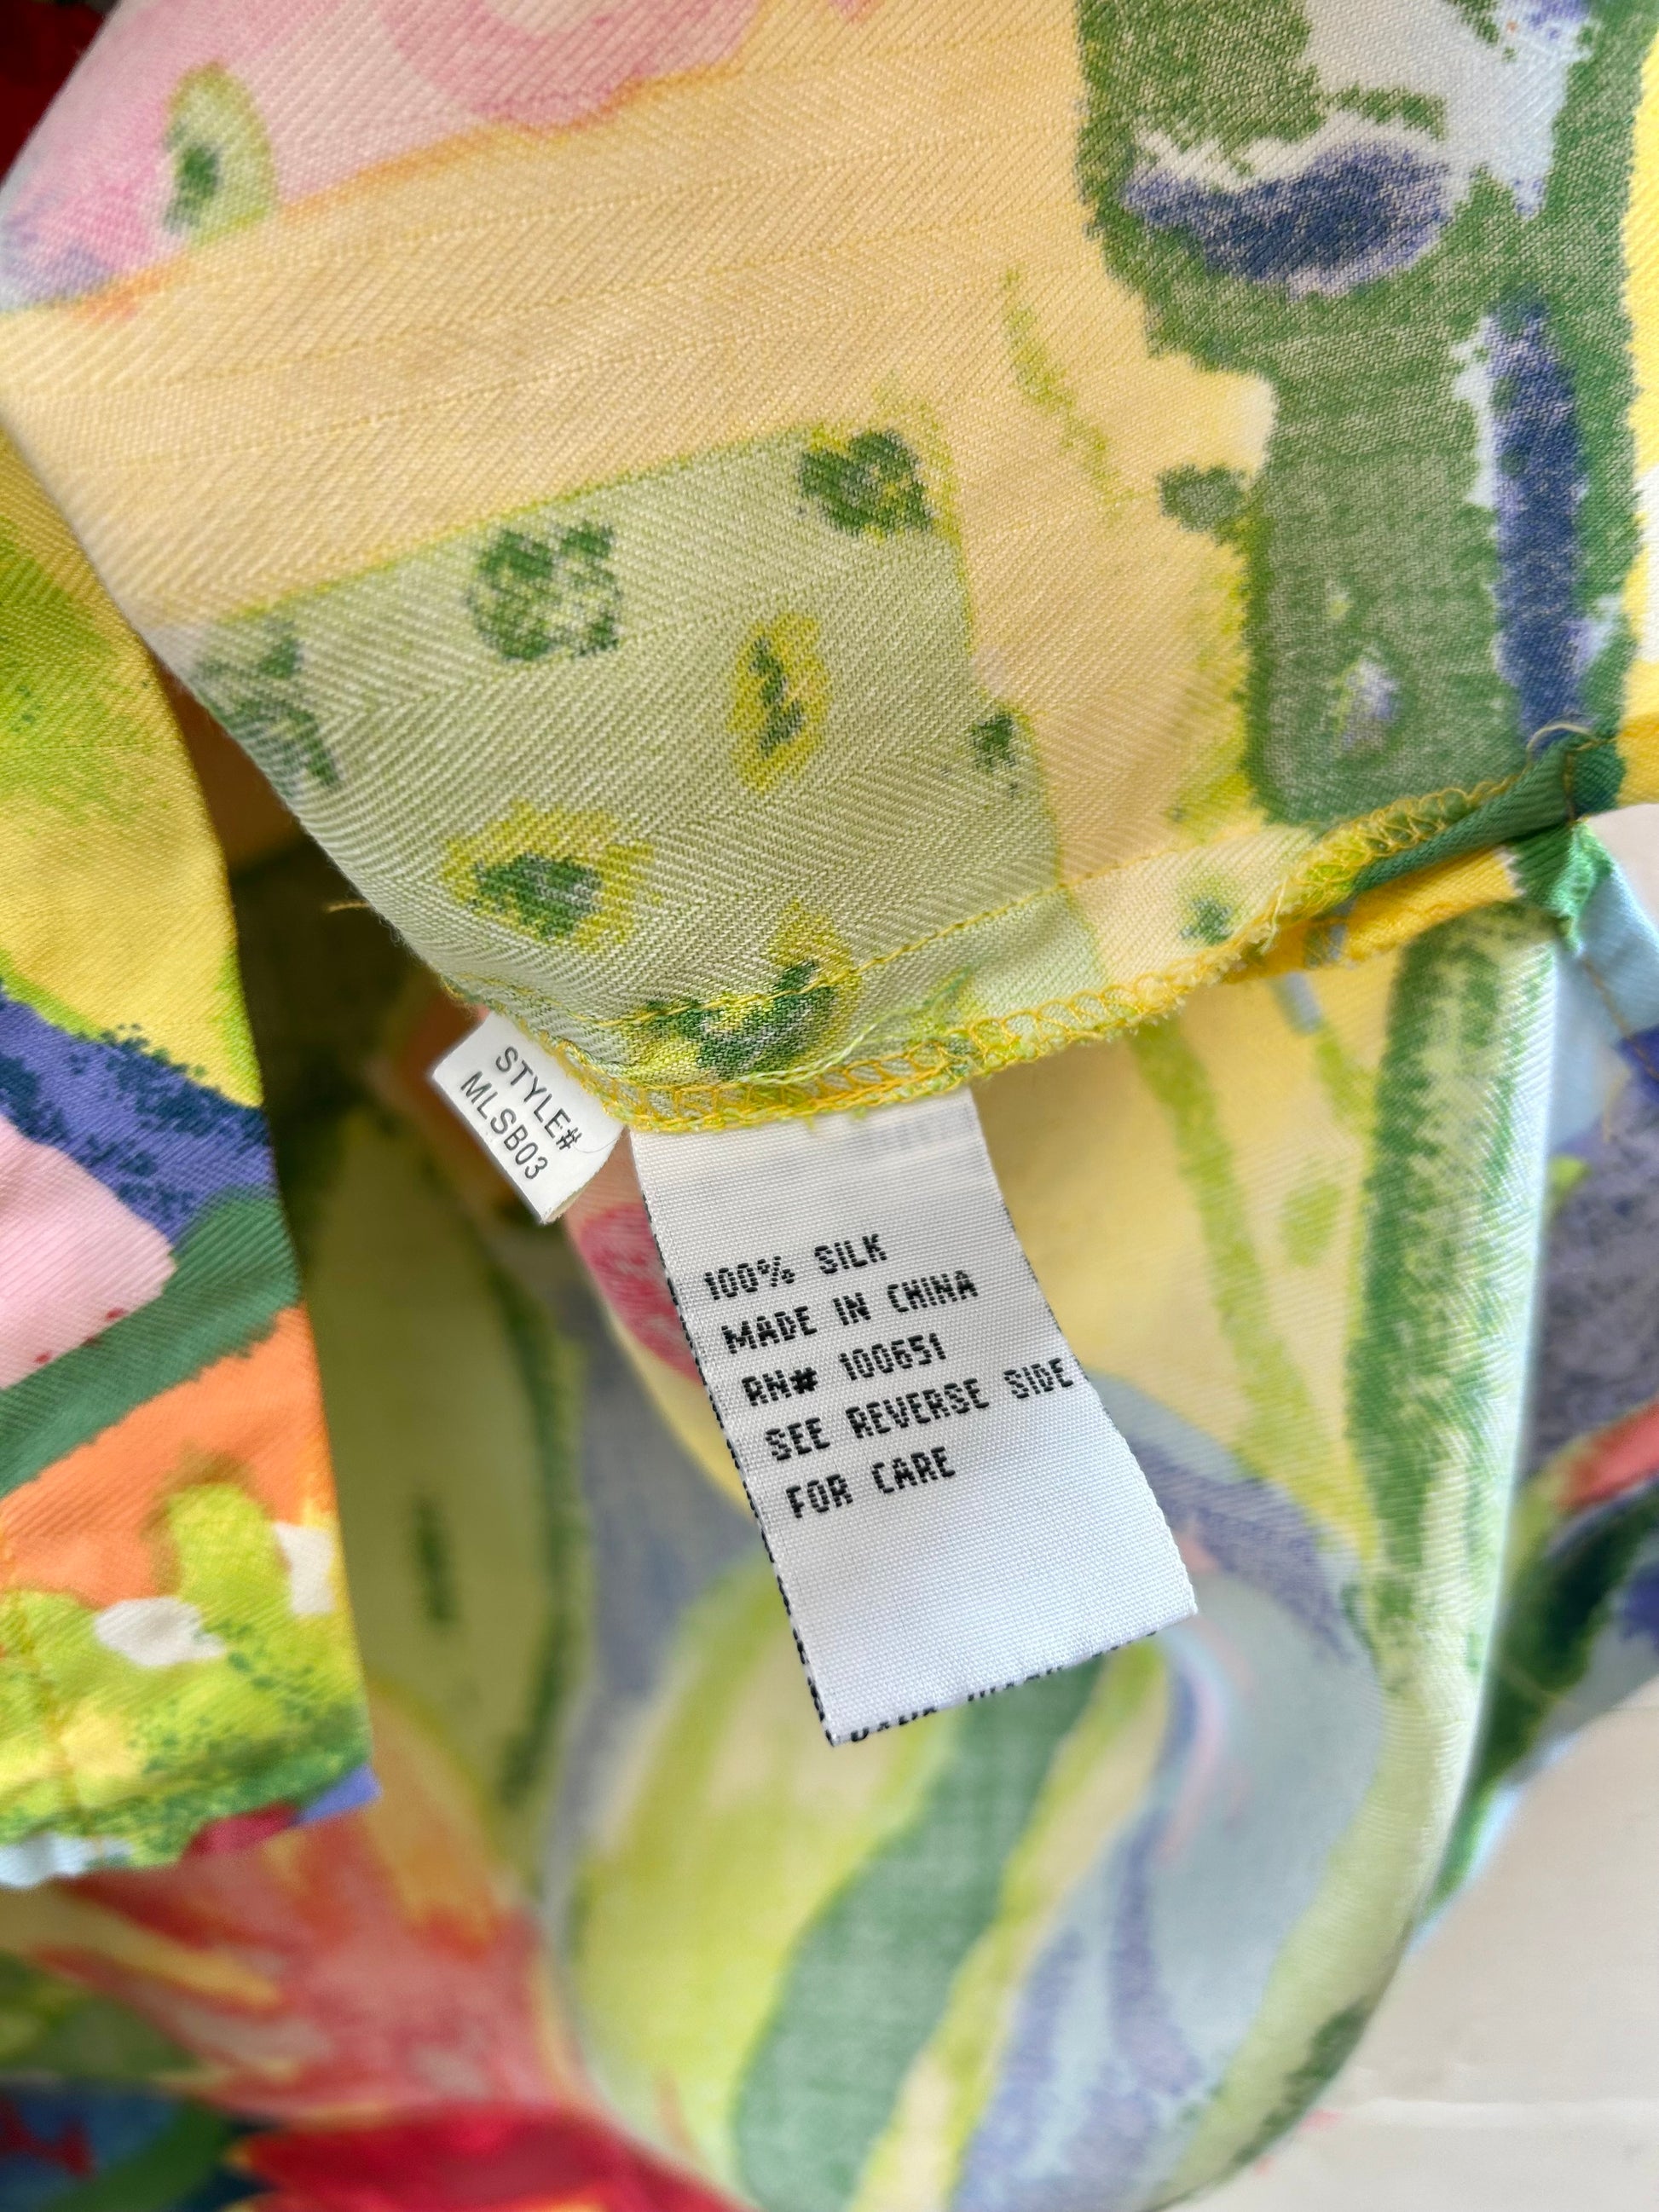 STYLE#
MLSB03
100% SILK
MADE IN CHINA
RN# 100651
SEE REVERSE SIDE
FOR CARE